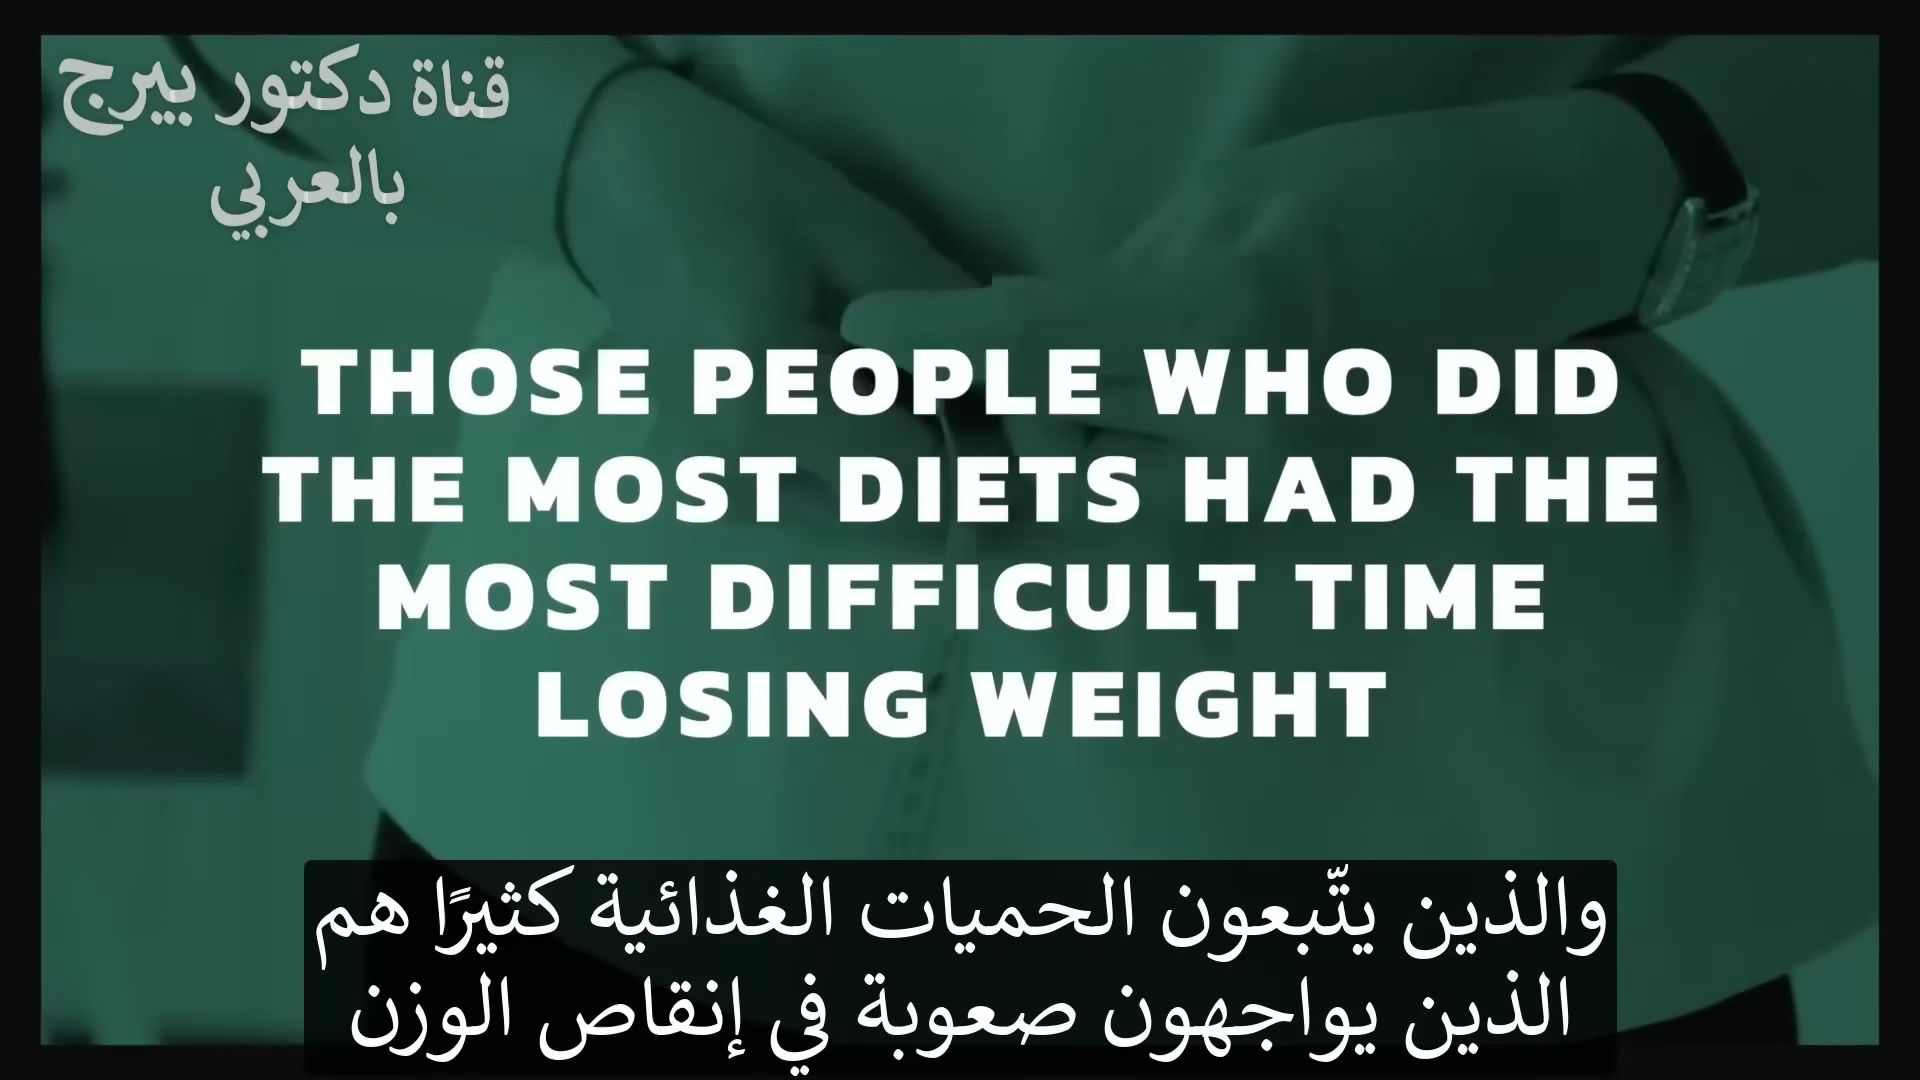 قناة دكتور بيرج
بالعربي
THOSE PEOPLE WHO DID
THE MOST DIETS HAD THE
MOST DIFFICULT TIME
LOSING WEIGHT
والذين يتّبعون الحميات الغذائية كثيرًا هم
الذين يواجهون صعوبة في إنقاص الوزن